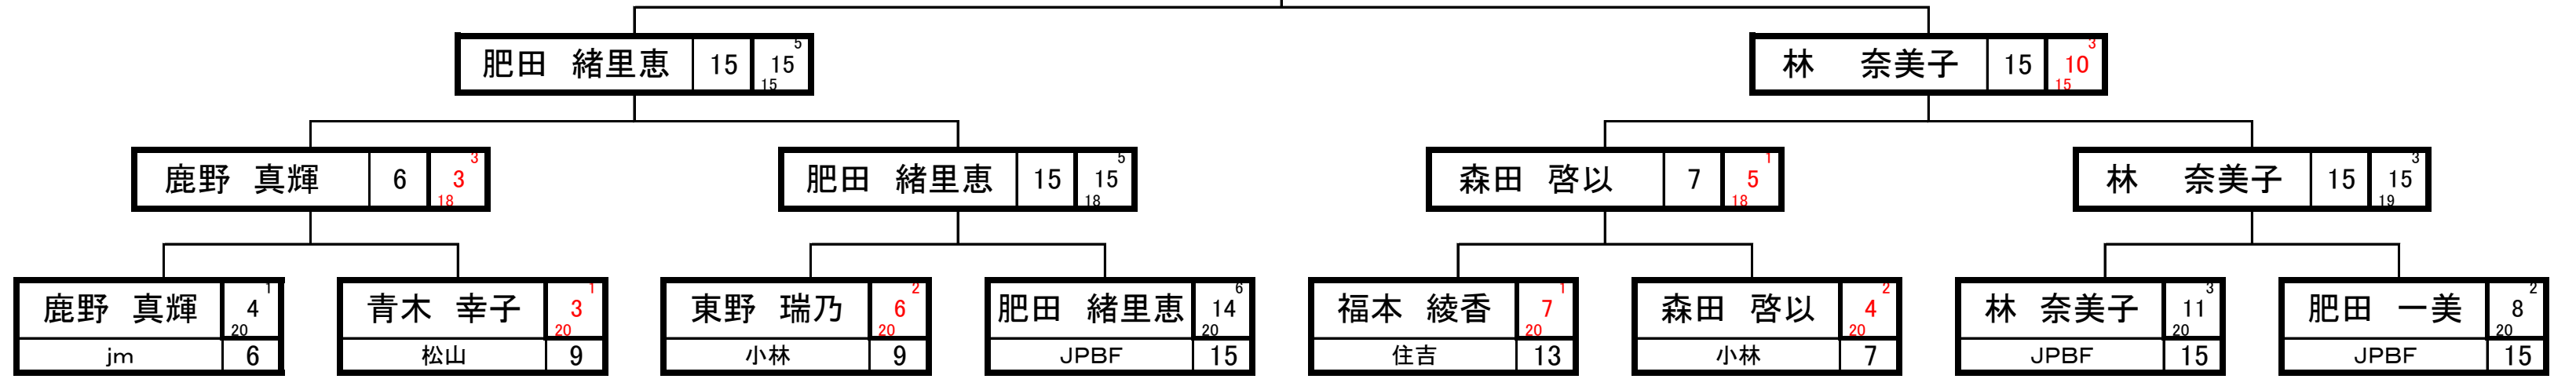 肥田 緒里恵 15 15 5 15
林 奈美子 15 10 3 15
鹿野 真輝 6 3 3 18
肥田 緒里恵 15 15 5 18
森田 啓以 7 5 1 18
林 奈美子 15 15 3 19
鹿野 真輝 4 1 20
jm 6
青木 幸子 3 1 20
松山 9
東野 瑞乃 6 2 20
小林 9
肥田 緒里恵 14 6 20
JPBF 15
福本 綾香 7 1 20
住吉 13
森田 啓以 4 2 20
小林 7
林 奈美子 11 3 20
JPBF 15
肥田 一美 8 2 20
JPBF 15